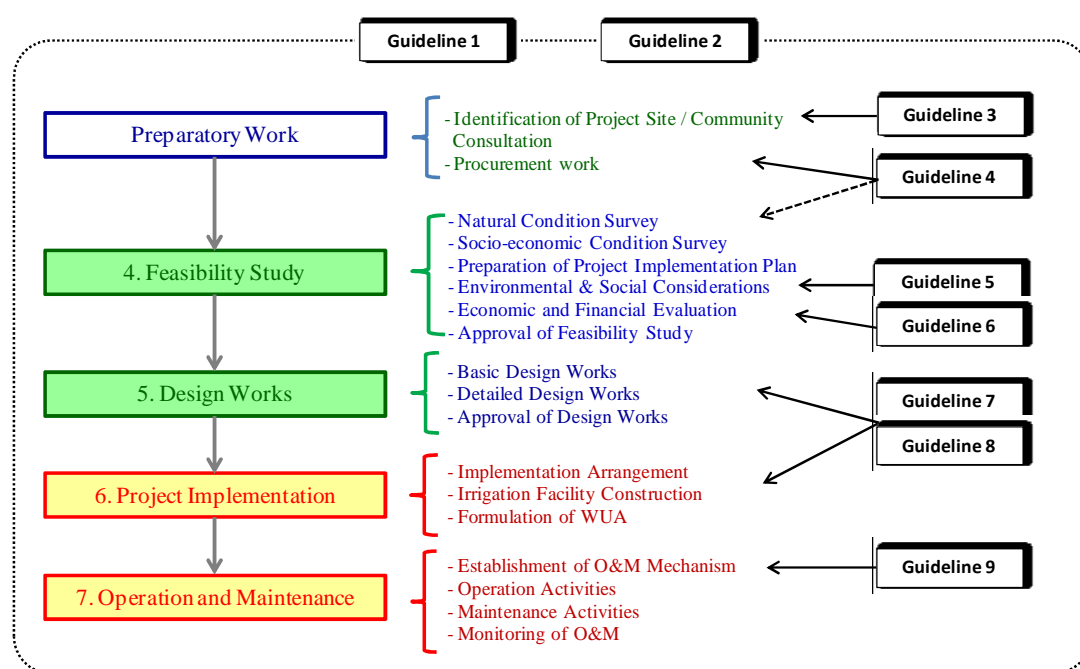 Guideline 1
Guideline 2
Preparatory Work
- Identification of Project Site / Community
Consultation
- Procurement work
Guideline 3
Guideline 4
4. Feasibility Study
- Natural Condition Survey
- Socio-economic Condition Survey
- Preparation of Project Implementation Plan
- Environmental & Social Considerations
- Economic and Financial Evaluation
- Approval of Feasibility Study
Guideline 5
Guideline 6
5. Design Works
- Basic Design Works
- Detailed Design Works
- Approval of Design Works
Guideline 7
Guideline 8
6. Project Implementation
- Implementation Arrangement
- Irrigation Facility Construction
- Formulation of WUA
7. Operation and Maintenance
- Establishment of O&M Mechanism
- Operation Activities
- Maintenance Activities
- Monitoring of O&M
Guideline 9